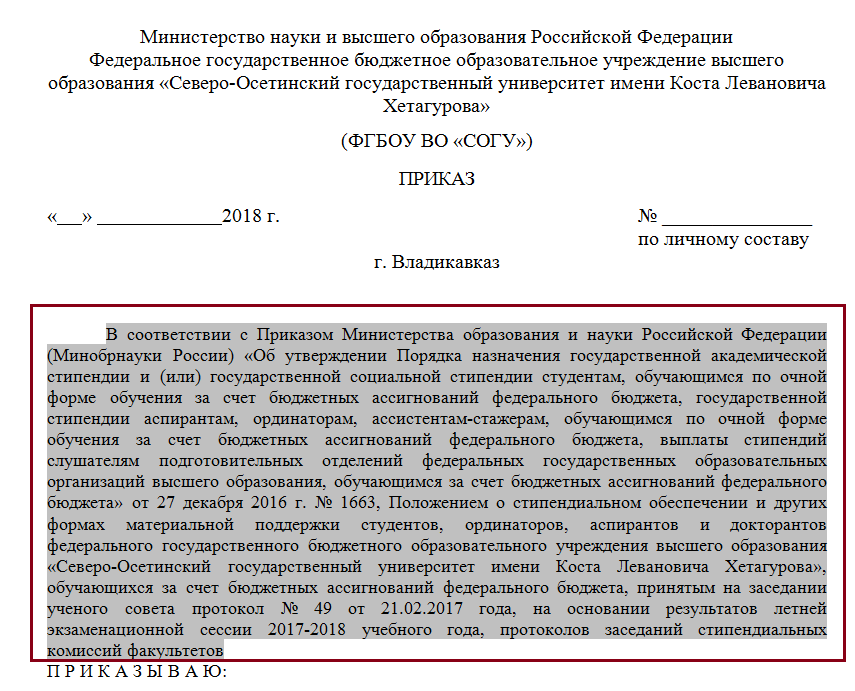 Министерство науки и высшего образования Российской Федерации
Федеральное государственное бюджетное образовательное учреждение высшего
образования «Северо-Осетинский государственный университет имени Коста Левановича
Хетагурова»
(ФГБОУ ВО «СОГУ»)
ПРИКАЗ
«___» _____________2018 г. № ________________
по личному составу
г. Владикавказ
В соответствии с Приказом Министерства образования и науки Российской Федерации
(Минобрнауки России) «Об утверждении Порядка назначения государственной академической
стипендии и (или) государственной социальной стипендии студентам, обучающимся по очной
форме обучения за счет бюджетных ассигнований федерального бюджета, государственной
стипендии аспирантам, ординаторам, ассистентам-стажерам, обучающимся по очной форме
обучения за счет бюджетных ассигнований федерального бюджета, выплаты стипендий
слушателям подготовительных отделений федеральных государственных образовательных
организаций высшего образования, обучающимся за счет бюджетных ассигнований федерального
бюджета» от 27 декабря 2016 г. № 1663, Положением о стипендиальном обеспечении и других
формах материальной поддержки студентов, ординаторов, аспирантов и докторантов
федерального государственного бюджетного образовательного учреждения высшего образования
«Северо-Осетинский государственный университет имени Коста Левановича Хетагурова»,
обучающихся за счет бюджетных ассигнований федерального бюджета, принятым на заседании
ученого совета протокол № 49 от 21.02.2017 года, на основании результатов летней
экзаменационной сессии 2017-2018 учебного года, протоколов заседаний стипендиальных
комиссий факультетов
П Р И К А З Ы В А Ю: